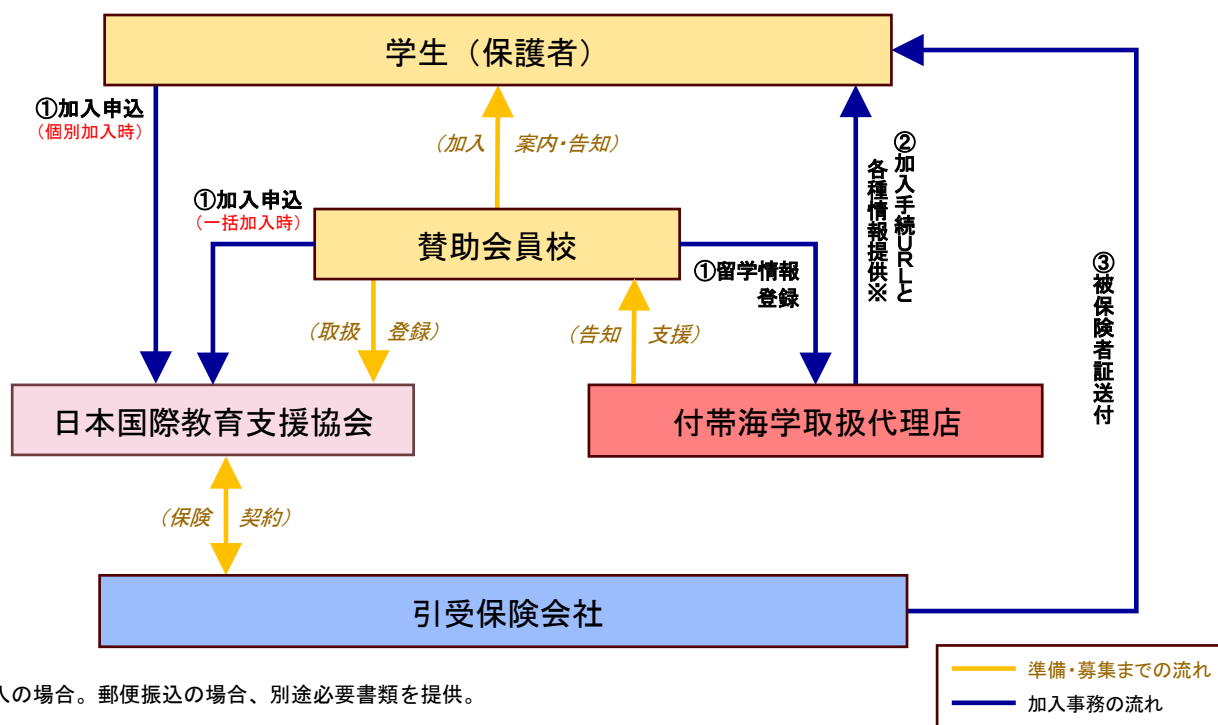 学生（保護者）
①加入申込
（個別加入時）
（加入 案内・告知）
②加入手続ＵＲＬと
各種情報提供※
①加入申込
（一括加入時）
賛助会員校
①留学情報
登録
③被保険者証送付
（取扱 登録）
（告知 支援）
日本国際教育支援協会
付帯海学取扱代理店
（保険 契約）
引受保険会社
準備・募集までの流れ
加入事務の流れ
の場合。郵便振込の場合、別途必要書類を提供。